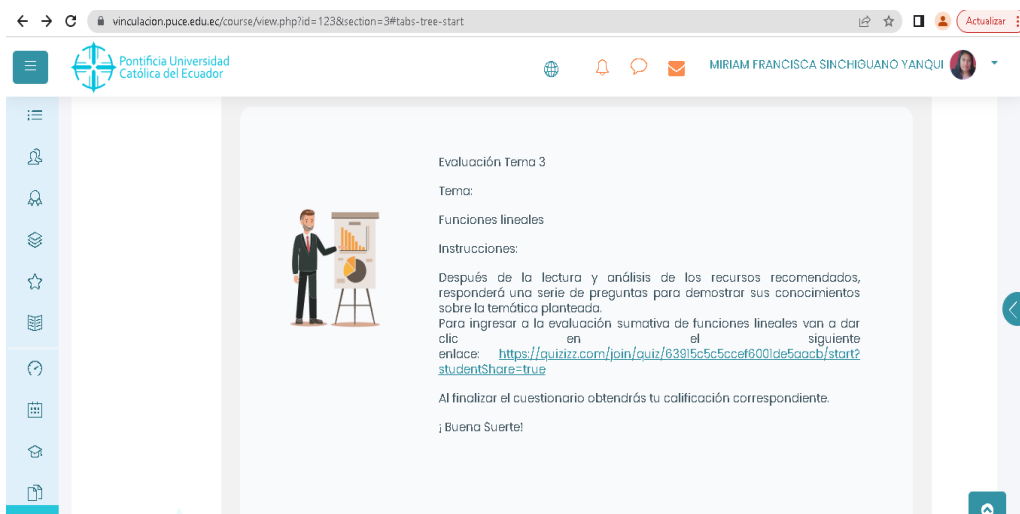 vinculacion.puce.edu.ec/course/view.php?id=123&section=3#tabs-tree-start
Actualizar
Pontificia Universidad
Católica del Ecuador
MIRIAM FRANCISCA SINCHIGUANO YANQUI
Evaluación Tema 3
Tema:
Funciones lineales
Instrucciones:
Después de la lectura y análisis de los recursos recomendados,
responderá una serie de preguntas para demostrar sus conocimientos
sobre la temática planteada.
Para ingresar a la evaluación sumativa de funciones lineales van a dar
clic en el siguiente
enlace: https://quizizz.com/join/quiz/63915c5c5ccef6001de5aacb/start?
studentShare=true
Al finalizar el cuestionario obtendrás tu calificación correspondiente.
¡ Buena Suerte!